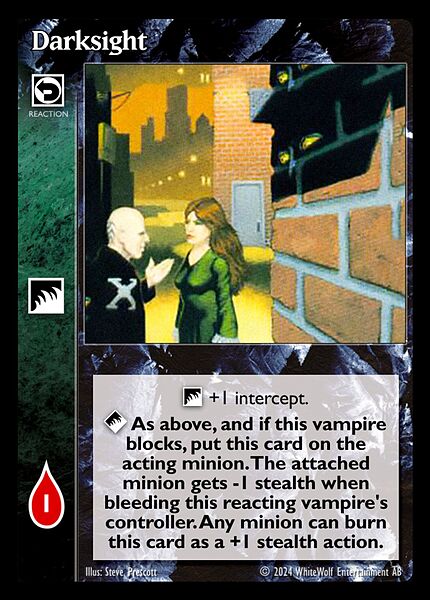 Darksight
REACTION
X
+1 intercept.
As above, and if this vampire
blocks, put this card on the
acting minion. The attached
minion gets -1 stealth when
bleeding this reacting vampire's
controller. Any minion can burn
this card as a +1 stealth action.
1
Illus: Steve Prescott
© 2024 WhiteWolf Entertainment AB